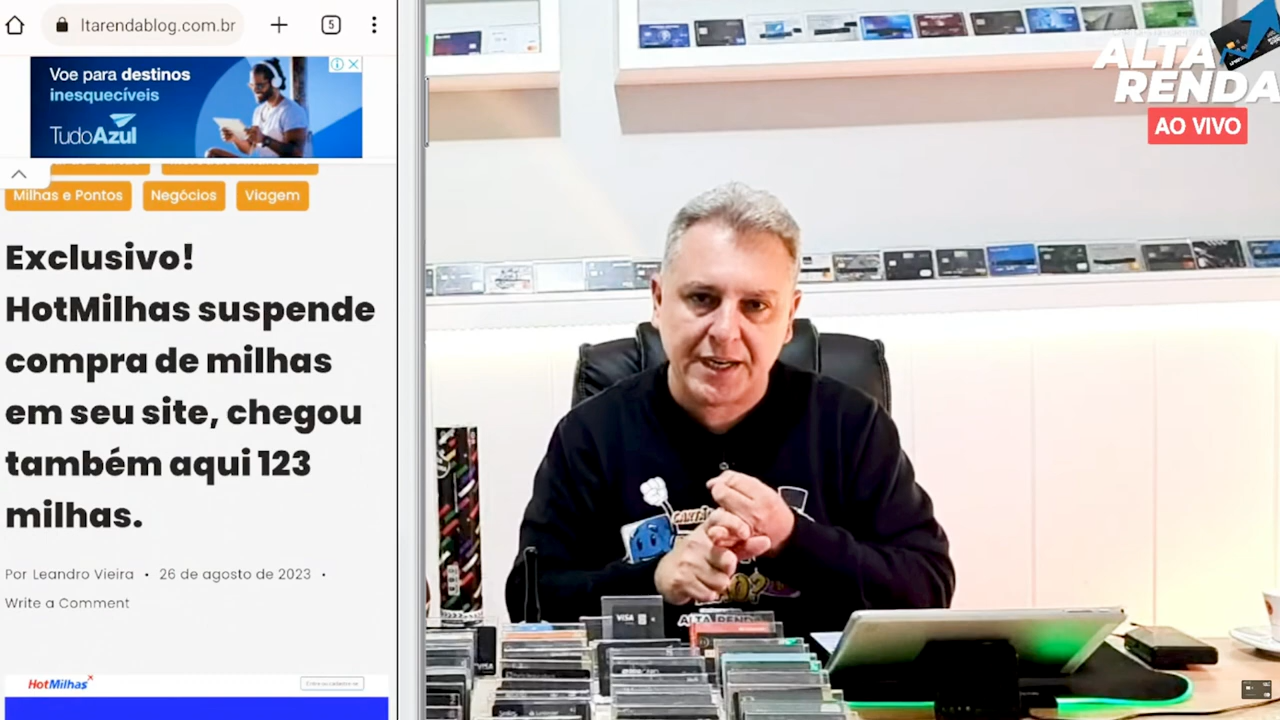 ltarendablog.com.br
5
Voe para destinos
inesquecíveis
TudoAzul
Milhas e Pontos
Negócios
Viagem
Exclusivo!
HotMilhas suspende
compra de milhas
em seu site, chegou
também aqui 123
milhas.
Por Leandro Vieira • 26 de agosto de 2023 •
Write a Comment
HotMilhas
ALTA
RENDA
AO VIVO
VISA
ALTA RENDA